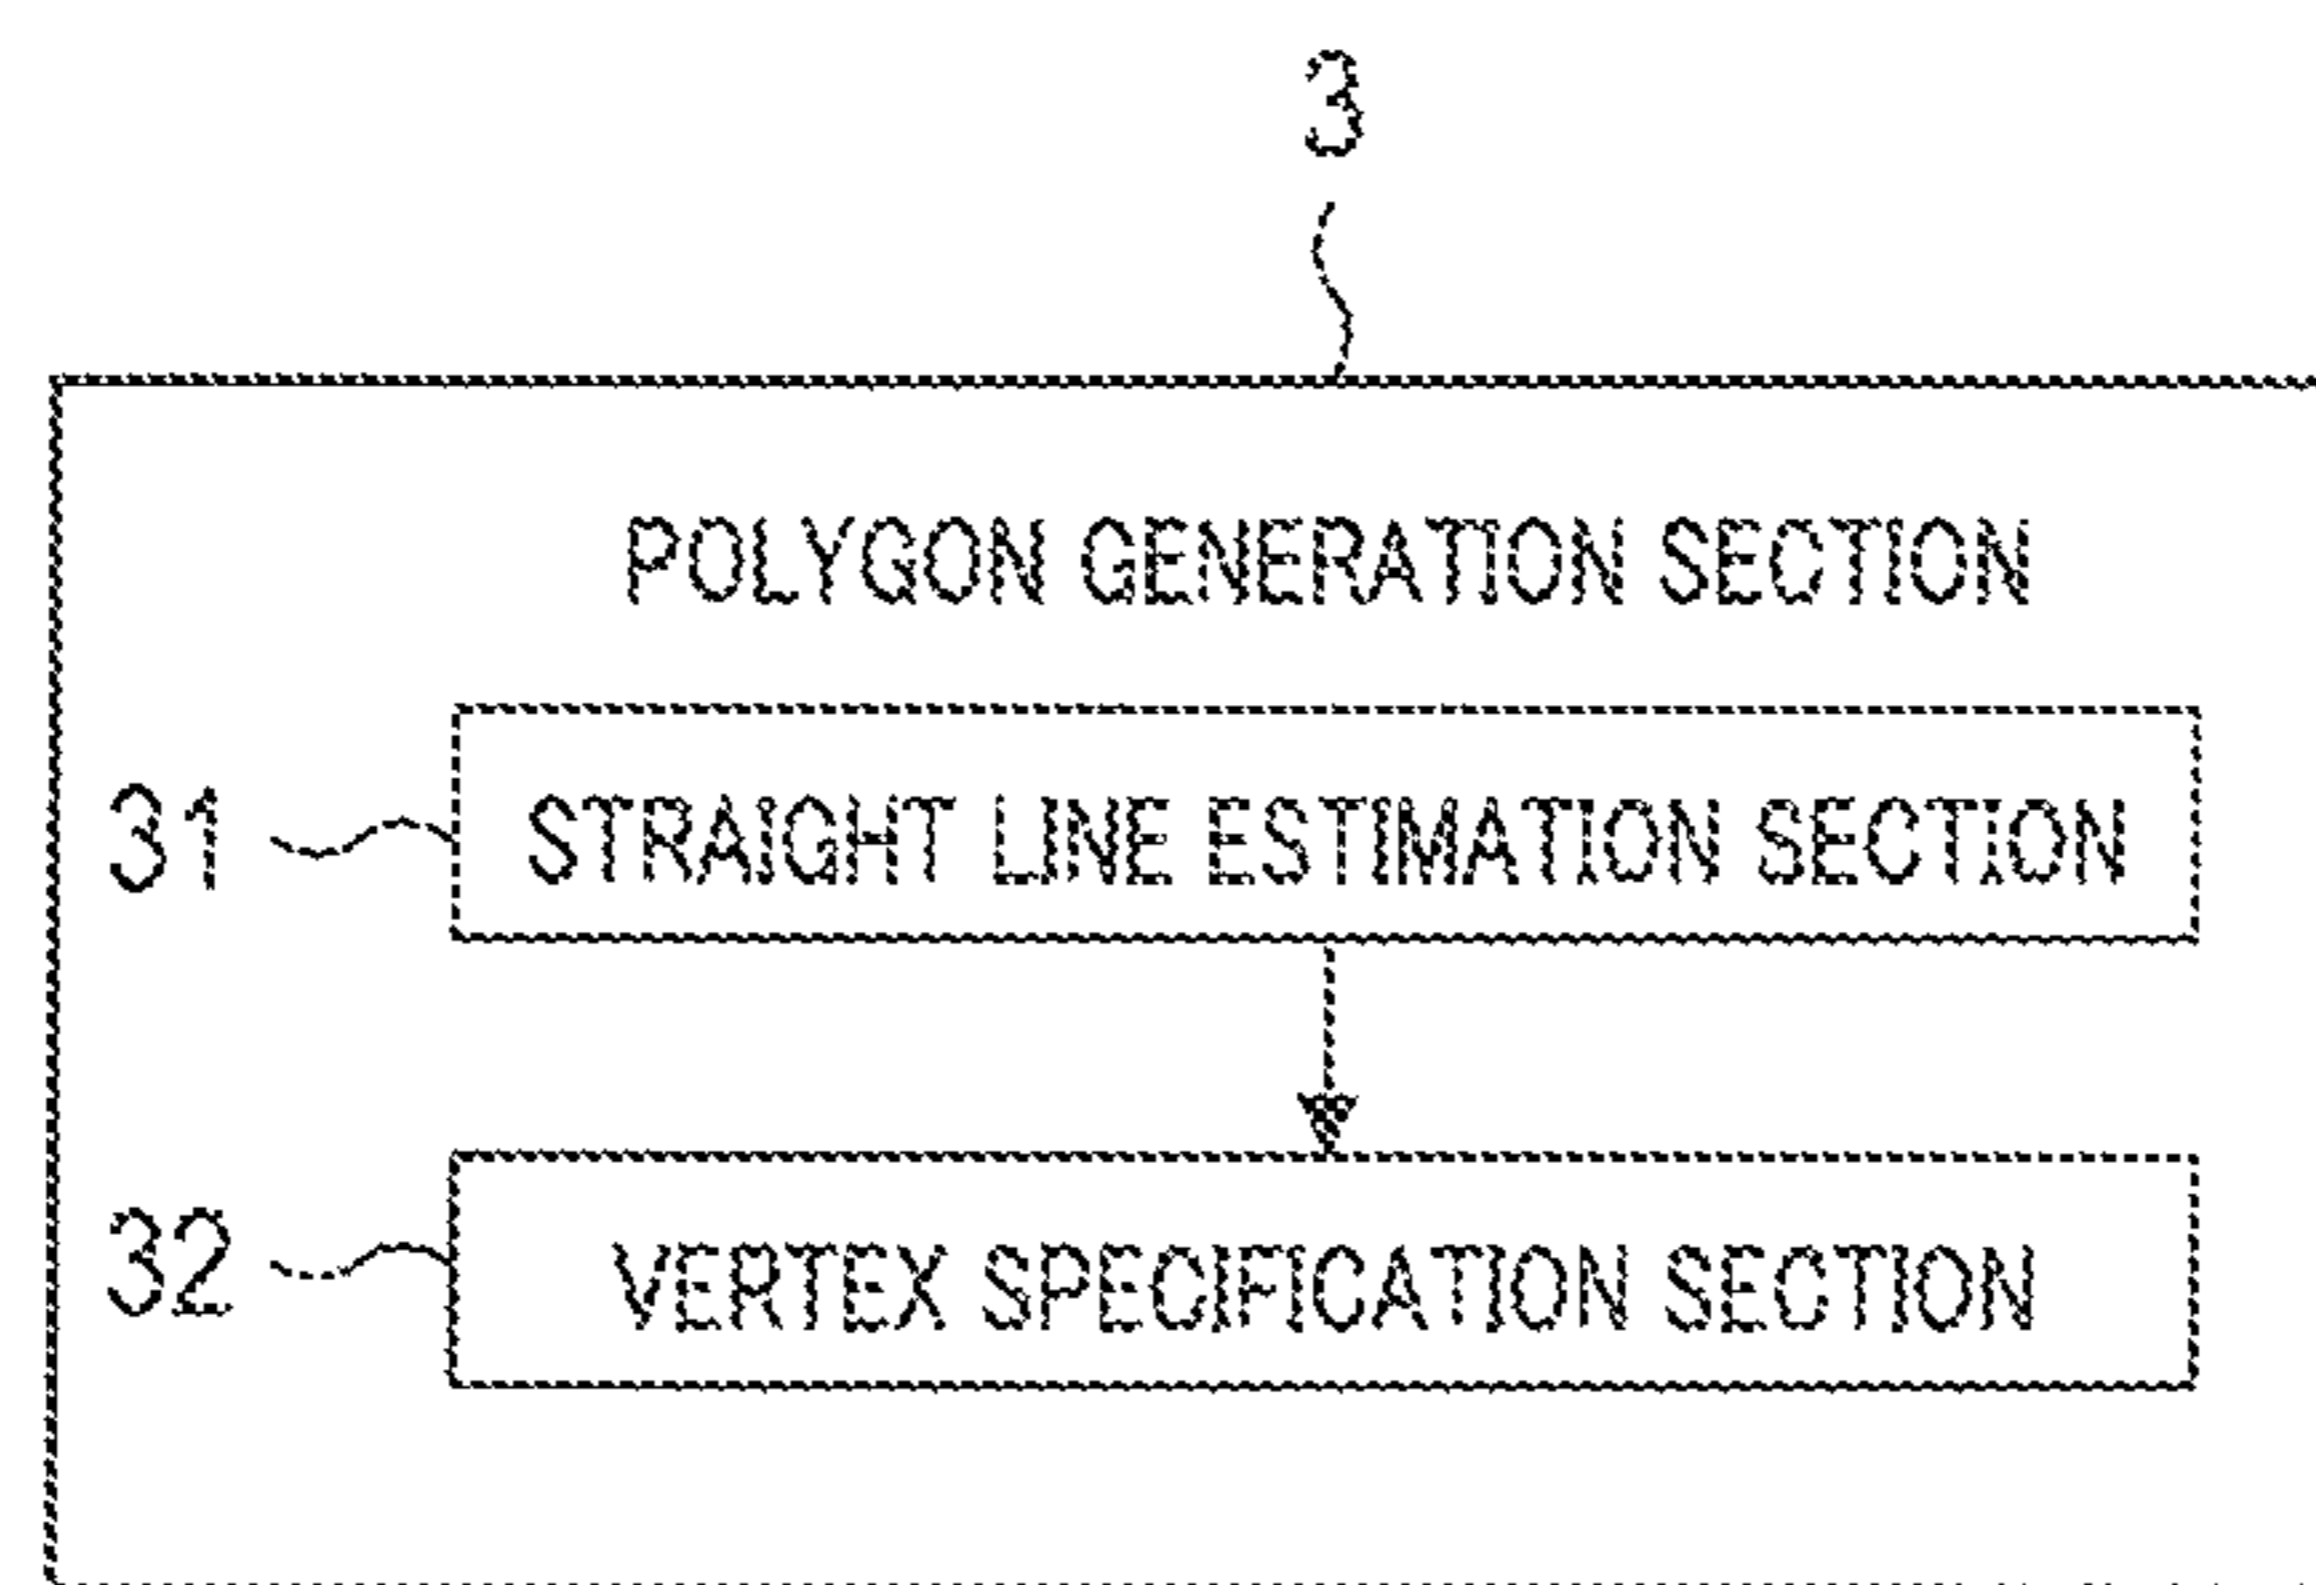 3
POLYGON GENERATION SECTION
31
STRAIGHT LINE ESTIMATION SECTION
32
VERTEX SPECIFICATION SECTION